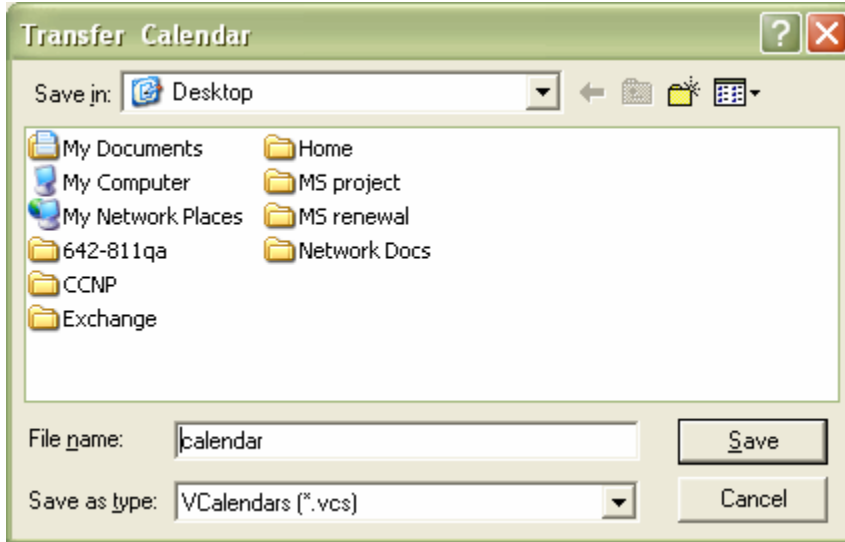 Transfer Calendar
Save in: Desktop
My Documents
My Computer
My Network Places
642-811qa
CCNP
Exchange
Home
MS project
MS renewal
Network Docs
File name: calendar
Save
Save as type: VCalendars (*.vcs)
Cancel